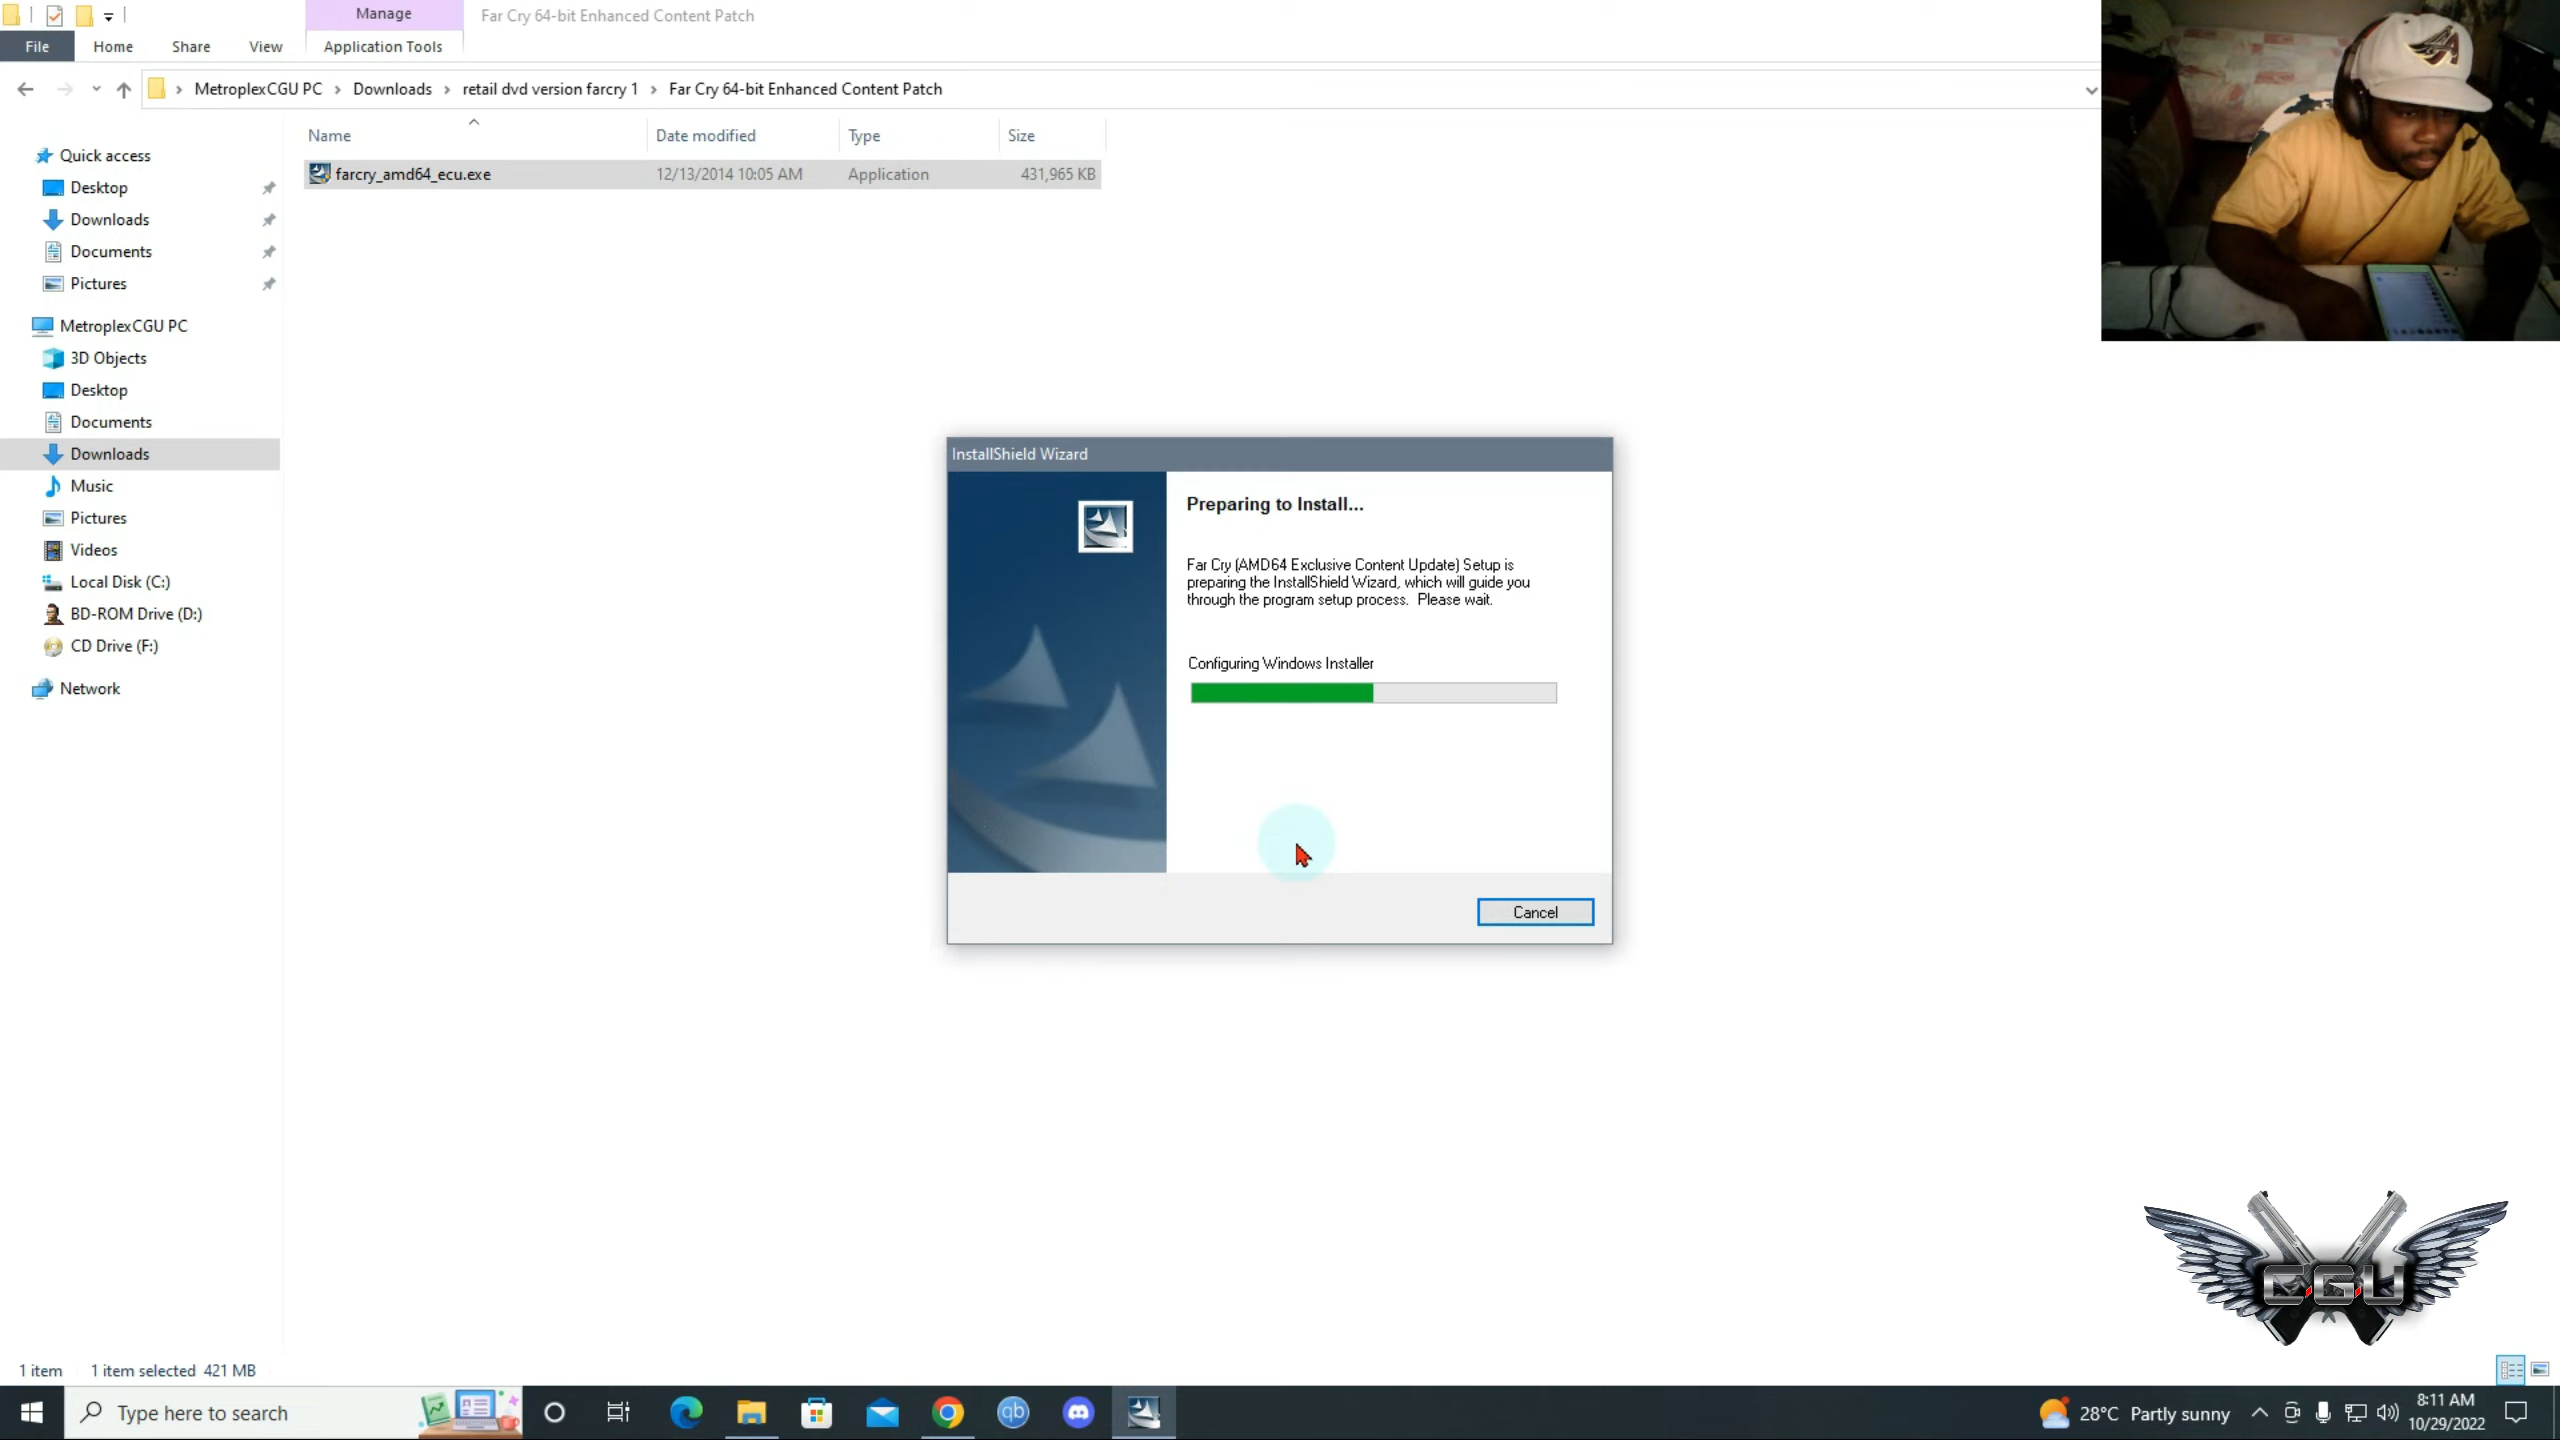 Manage
Far Cry 64-bit Enhanced Content Patch
File
Home
Share
View
Application Tools
MetroplexCGU PC
Downloads
retail dvd version farcry 1
Far Cry 64-bit Enhanced Content Patch
Name
Date modified
Type
Size
farcry_amd64_ecu.exe
12/13/2014 10:05 AM
Application
431,965 KB
Quick access
Desktop
Downloads
Documents
Pictures
MetroplexCGU PC
3D Objects
Desktop
Documents
Downloads
Music
Pictures
Videos
Local Disk (C:)
BD-ROM Drive (D:)
CD Drive (F:)
Network
InstallShield Wizard
Preparing to Install...
Far Cry (AMD64 Exclusive Content Update) Setup is
preparing the InstallShield Wizard, which will guide you
through the program setup process. Please wait.
Configuring Windows Installer
Cancel
C.G.U
1 item
1 item selected 421 MB
Type here to search
qb
28°C Partly sunny
8:11 AM
10/29/2022